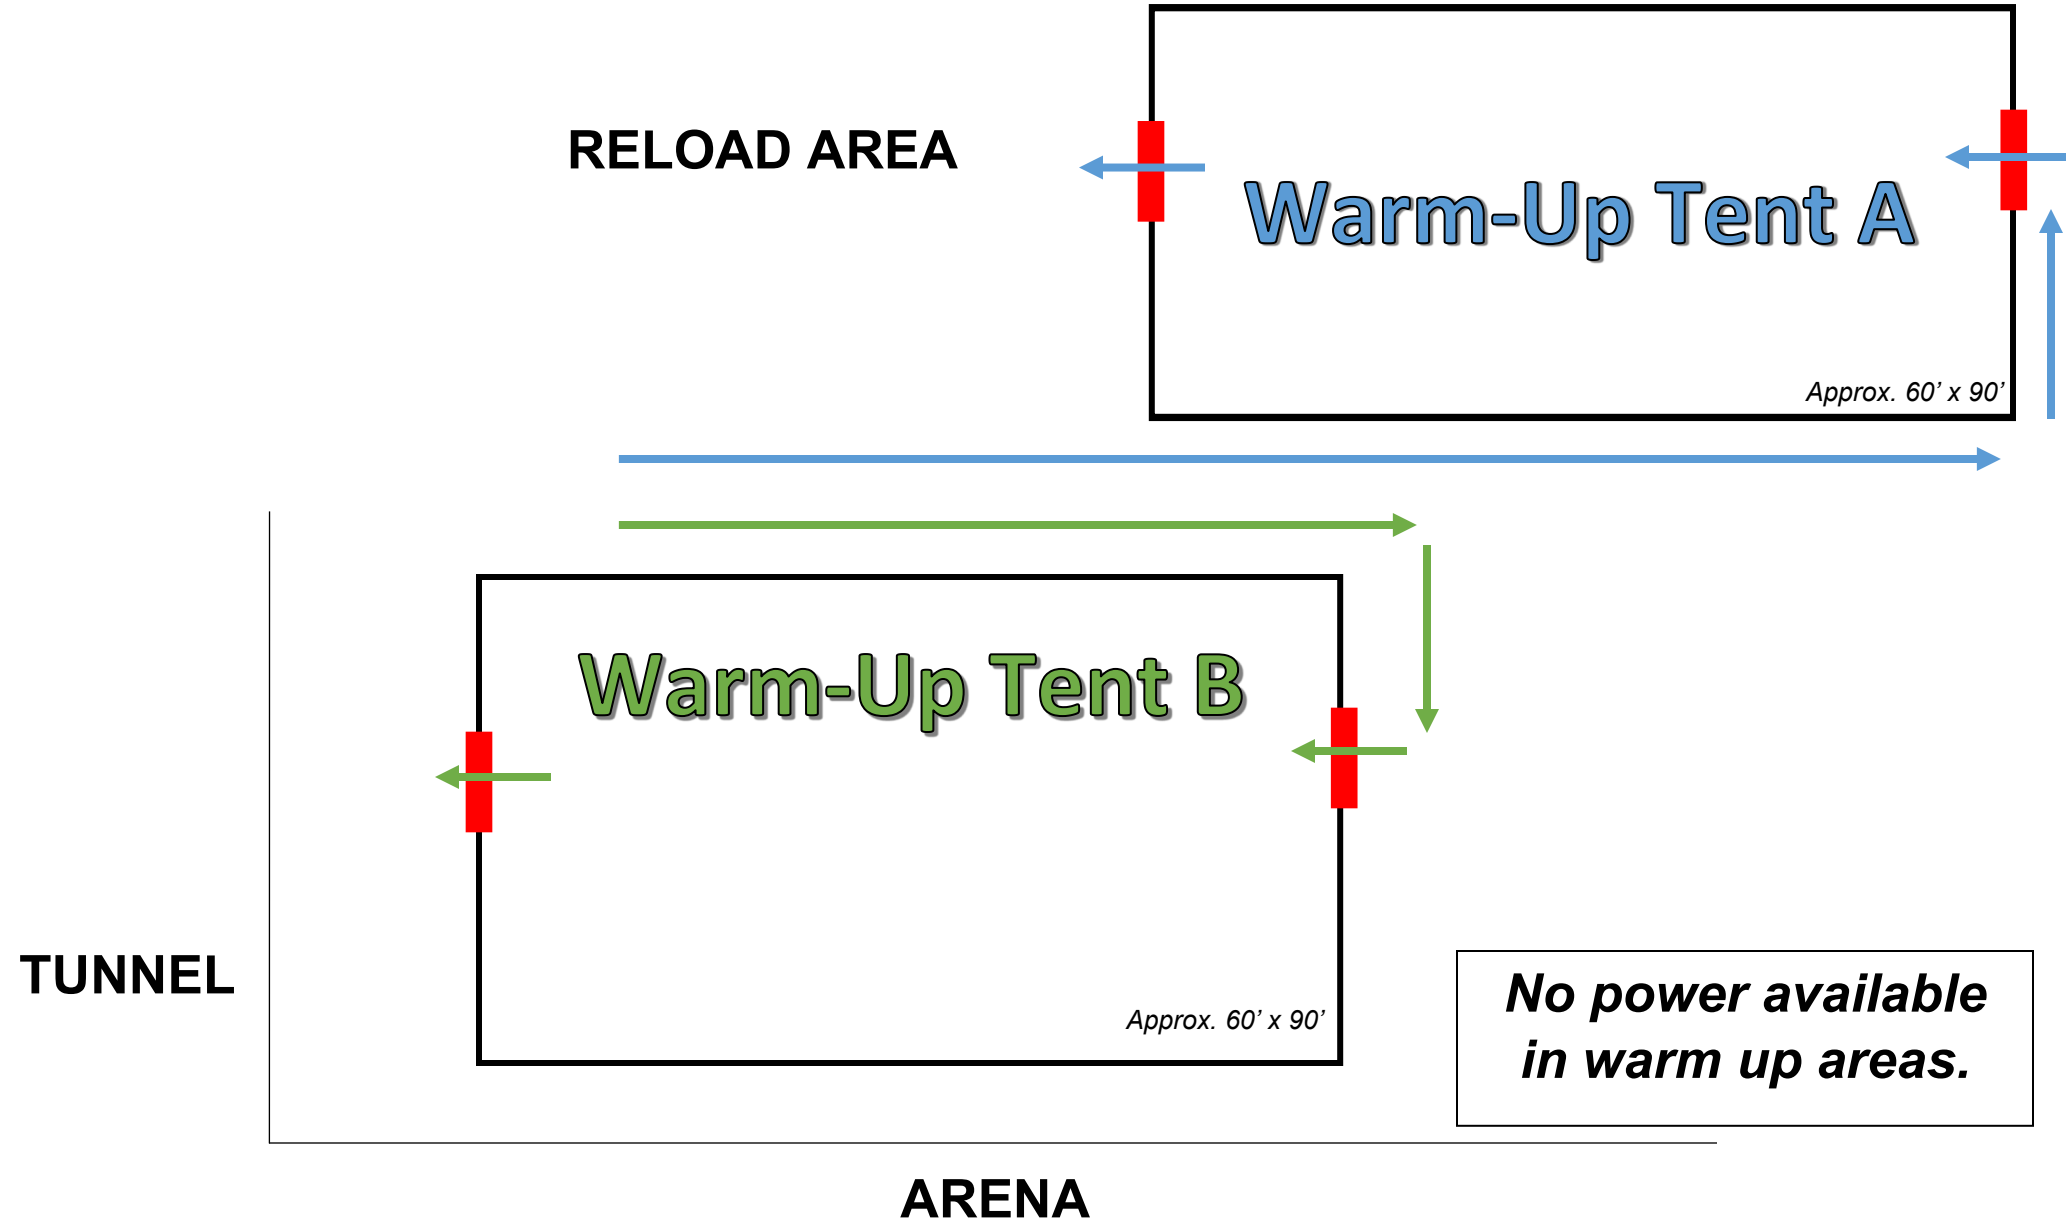 RELOAD AREA
Warm-Up Tent A
Approx. 60’ x 90’
Warm-Up Tent B
TUNNEL
No power available
in warm up areas.
Approx. 60’ x 90’
ARENA